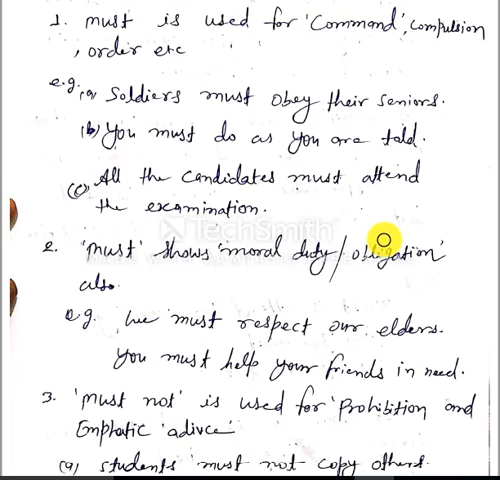 1. must is used for 'Command', Compulsion
, order etc
e.g. (a) Soldiers must obey their seniors.
(b) You must do as you are told.
(c) All the candidates must attend
the examination.
TechSmith
2. 'must' shows 'moral duty/obligation'
also.
e.g. we must respect our elders.
You must help your friends in need.
3. 'must not' is used for 'Prohibition and
Emphatic 'adivce'
(a) students must not copy others.